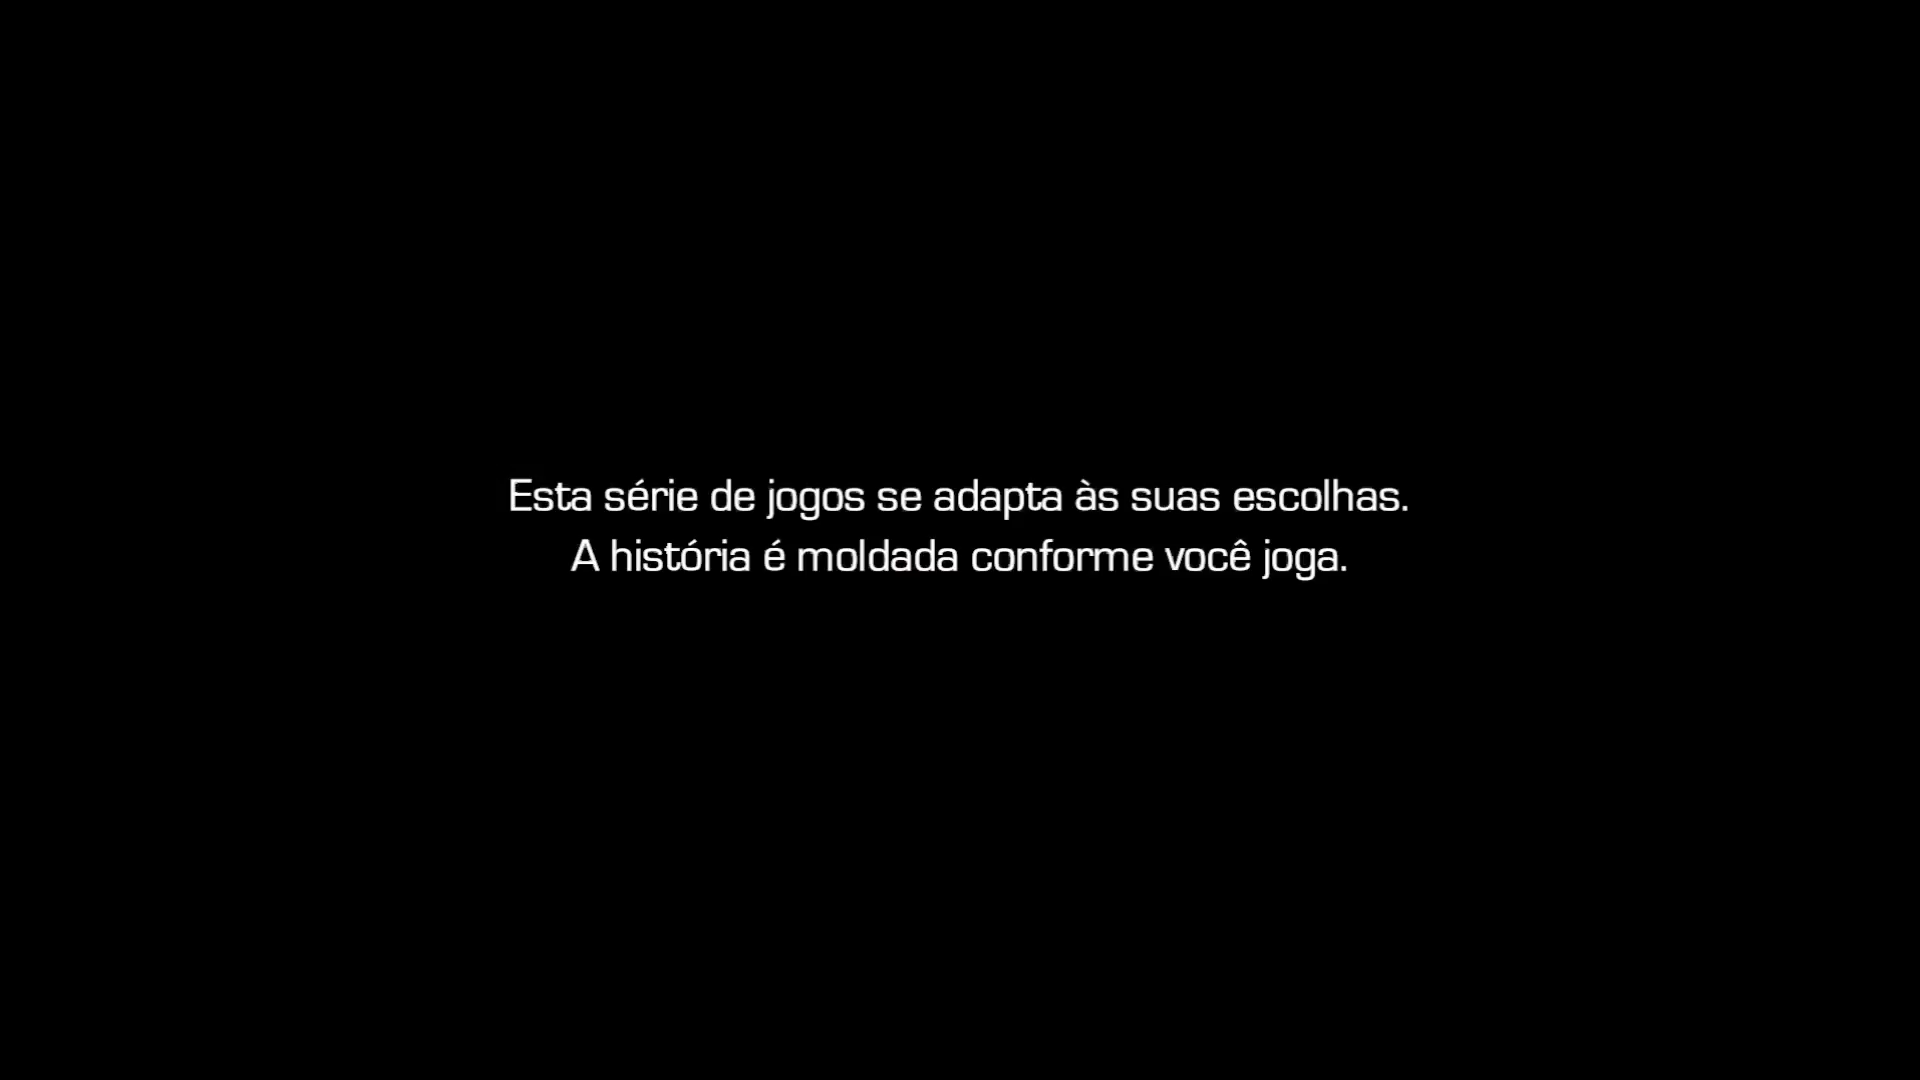 Esta série de jogos se adapta às suas escolhas.
A história é moldada conforme você joga.